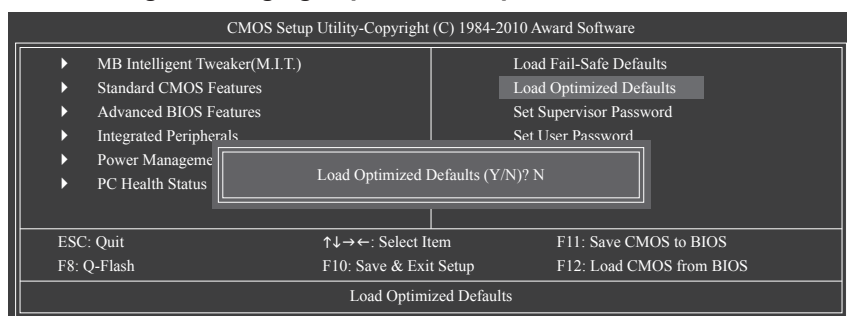 CMOS Setup Utility-Copyright (C) 1984-2010 Award Software
MB Intelligent Tweaker(M.I.T.)
Standard CMOS Features
Advanced BIOS Features
Integrated Peripherals
Power Manageme
PC Health Status
Load Fail-Safe Defaults
Load Optimized Defaults
Set Supervisor Password
Set User Password
Load Optimized Defaults (Y/N)? N
ESC: Quit ↑↓→←: Select Item F11: Save CMOS to BIOS
F8: Q-Flash F10: Save & Exit Setup F12: Load CMOS from BIOS
Load Optimized Defaults